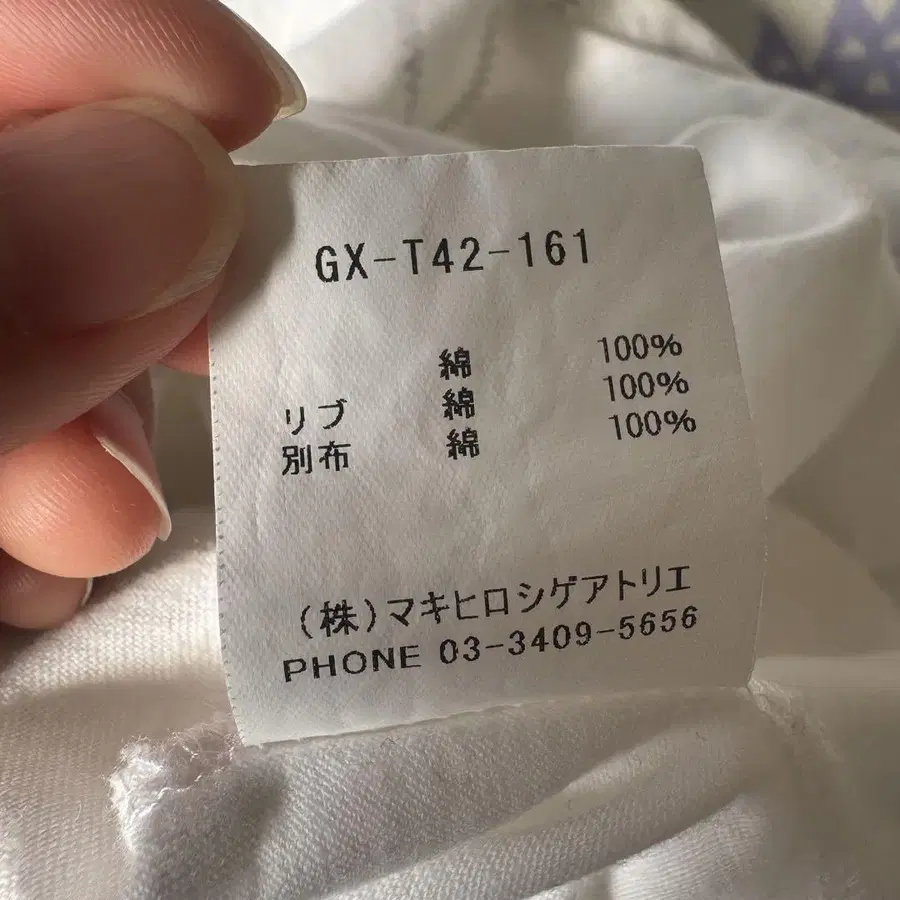 GX-T42-161
綿 100%
リブ 綿 100%
別布 綿 100%
(株)マキヒロシゲアトリエ
PHONE 03-3409-5656